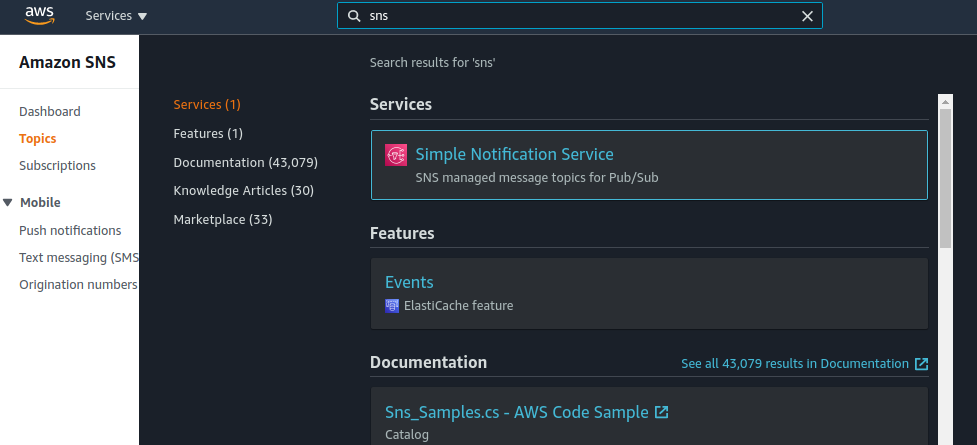 aws Services ▼ sns
Amazon SNS
Dashboard
Topics
Subscriptions
Mobile
Push notifications
Text messaging (SMS
Origination numbers
Search results for 'sns'
Services (1)
Features (1)
Documentation (43,079)
Knowledge Articles (30)
Marketplace (33)
Services
Simple Notification Service
SNS managed message topics for Pub/Sub
Features
Events
ElastiCache feature
Documentation
See all 43,079 results in Documentation
Sns_Samples.cs - AWS Code Sample
Catalog